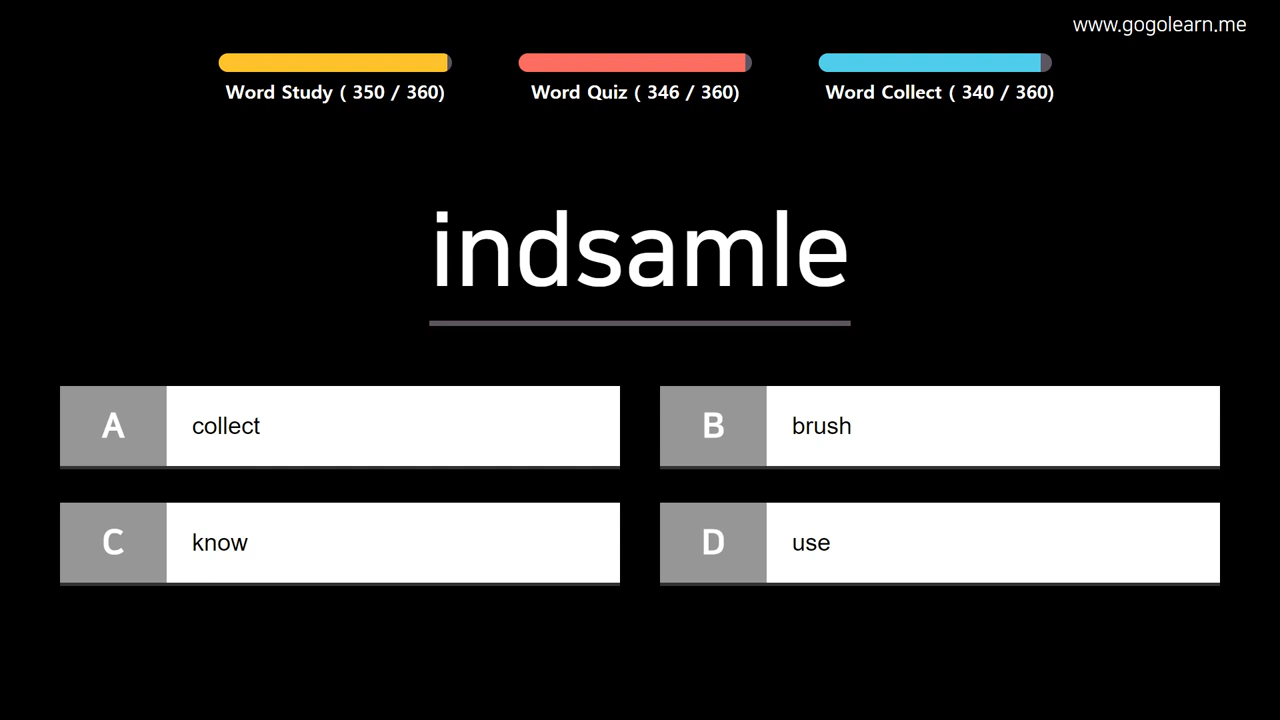 www.gogolearn.me
Word Study ( 350 / 360)
Word Quiz ( 346 / 360)
Word Collect ( 340 / 360)
indsamle
A collect
B brush
C know
D use